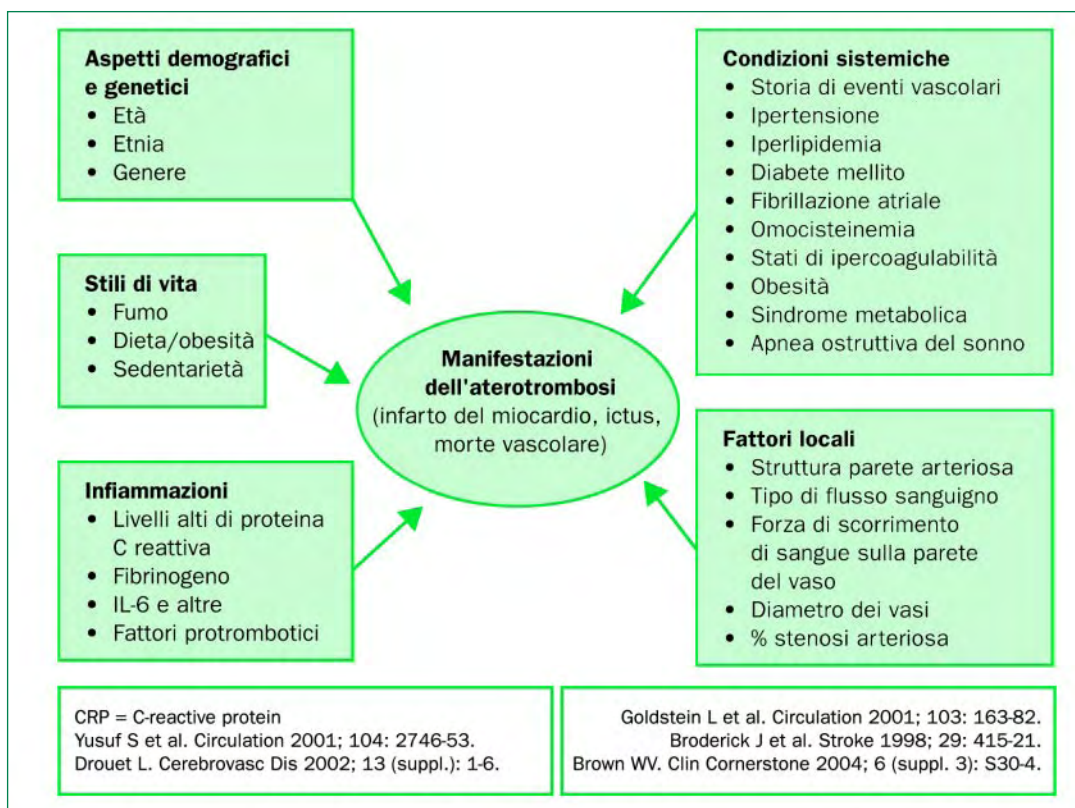 Aspetti demografici
e genetici
• Età
• Etnia
• Genere
Stili di vita
• Fumo
• Dieta/obesità
• Sedentarietà
Infiammazioni
• Livelli alti di proteina
C reattiva
• Fibrinogeno
• IL-6 e altre
• Fattori protrombotici
Manifestazioni
dell'aterotrombosi
(infarto del miocardio, ictus,
morte vascolare)
Condizioni sistemiche
• Storia di eventi vascolari
• Ipertensione
• Iperlipidemia
• Diabete mellito
• Fibrillazione atriale
• Omocisteinemia
• Stati di ipercoagulabilità
• Obesità
• Sindrome metabolica
• Apnea ostruttiva del sonno
Fattori locali
• Struttura parete arteriosa
• Tipo di flusso sanguigno
• Forza di scorrimento
di sangue sulla parete
del vaso
• Diametro dei vasi
• % stenosi arteriosa
CRP = C-reactive protein
Yusuf S et al. Circulation 2001; 104: 2746-53.
Drouet L. Cerebrovasc Dis 2002; 13 (suppl.): 1-6.
Goldstein L et al. Circulation 2001; 103: 163-82.
Broderick J et al. Stroke 1998; 29: 415-21.
Brown WV. Clin Cornerstone 2004; 6 (suppl. 3): S30-4.